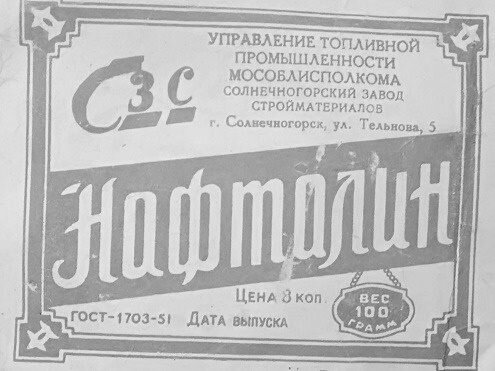 СЗС
УПРАВЛЕНИЕ ТОПЛИВНОЙ
ПРОМЫШЛЕННОСТИ
МОСОБЛИСПОЛКОМА
СОЛНЕЧНОГОРСКИЙ ЗАВОД
СТРОЙМАТЕРИАЛОВ
г. Солнечногорск, ул. Тельнова, 5
Нафталин
ЦЕНА 8 КОП.
ВЕС
100
ГРАММ
ГОСТ-1703-51 ДАТА ВЫПУСКА